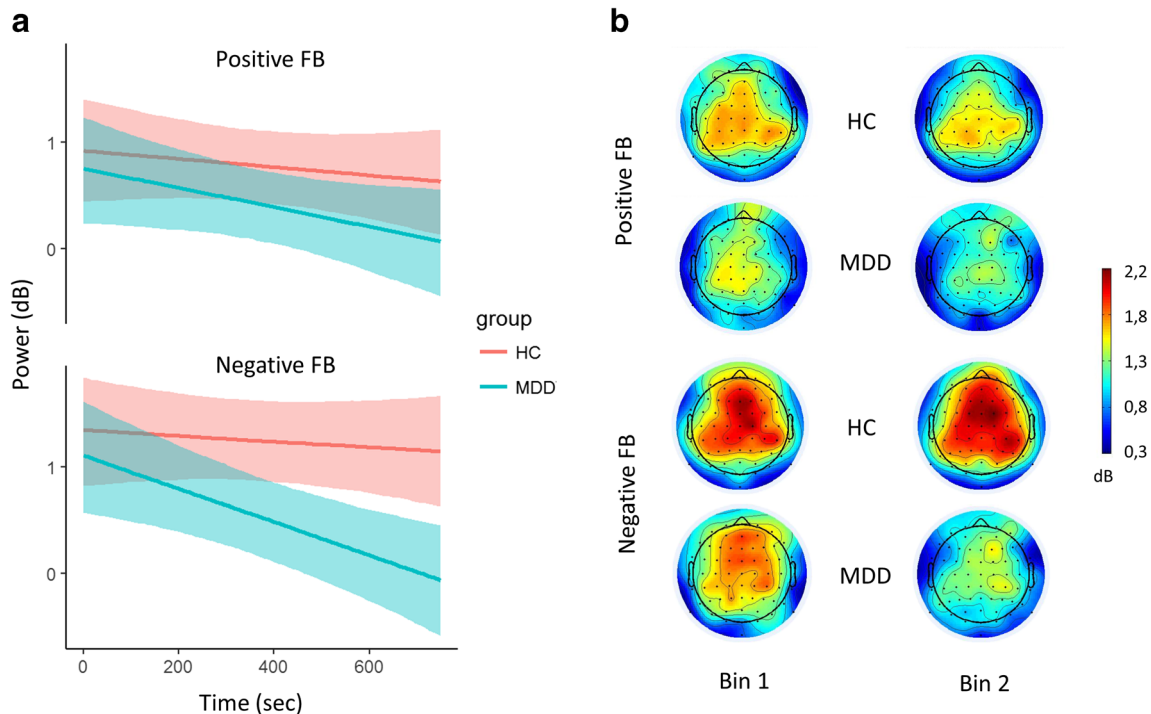 a
b
Positive FB
1
0
Negative FB
1
0
Power (dB)
0
200
400
600
Time (sec)
group
HC
MDD
Positive FB
HC
MDD
Negative FB
HC
MDD
Bin 1
Bin 2
2,2
1,8
1,3
0,8
0,3
dB